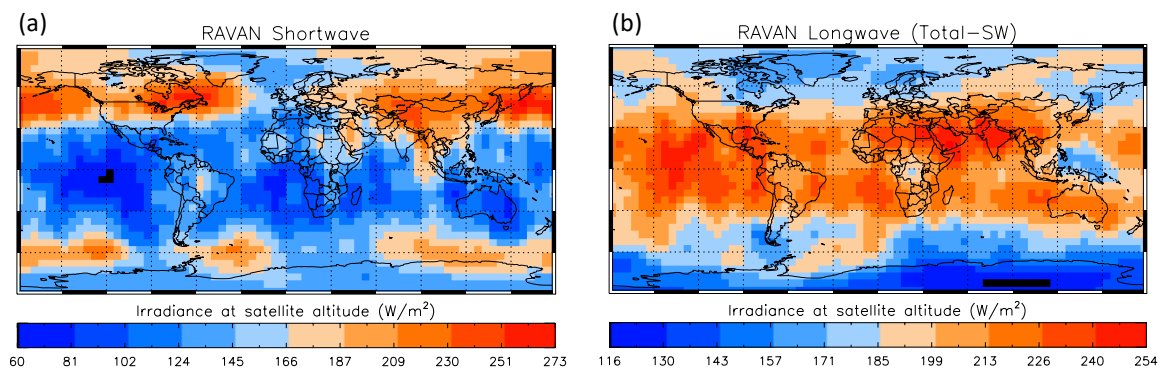 (a)
RAVAN Shortwave
Irradiance at satellite altitude (W/m²)
60 81 102 124 145 166 187 209 230 251 273
(b)
RAVAN Longwave (Total-SW)
Irradiance at satellite altitude (W/m²)
116 130 143 157 171 185 199 213 226 240 254